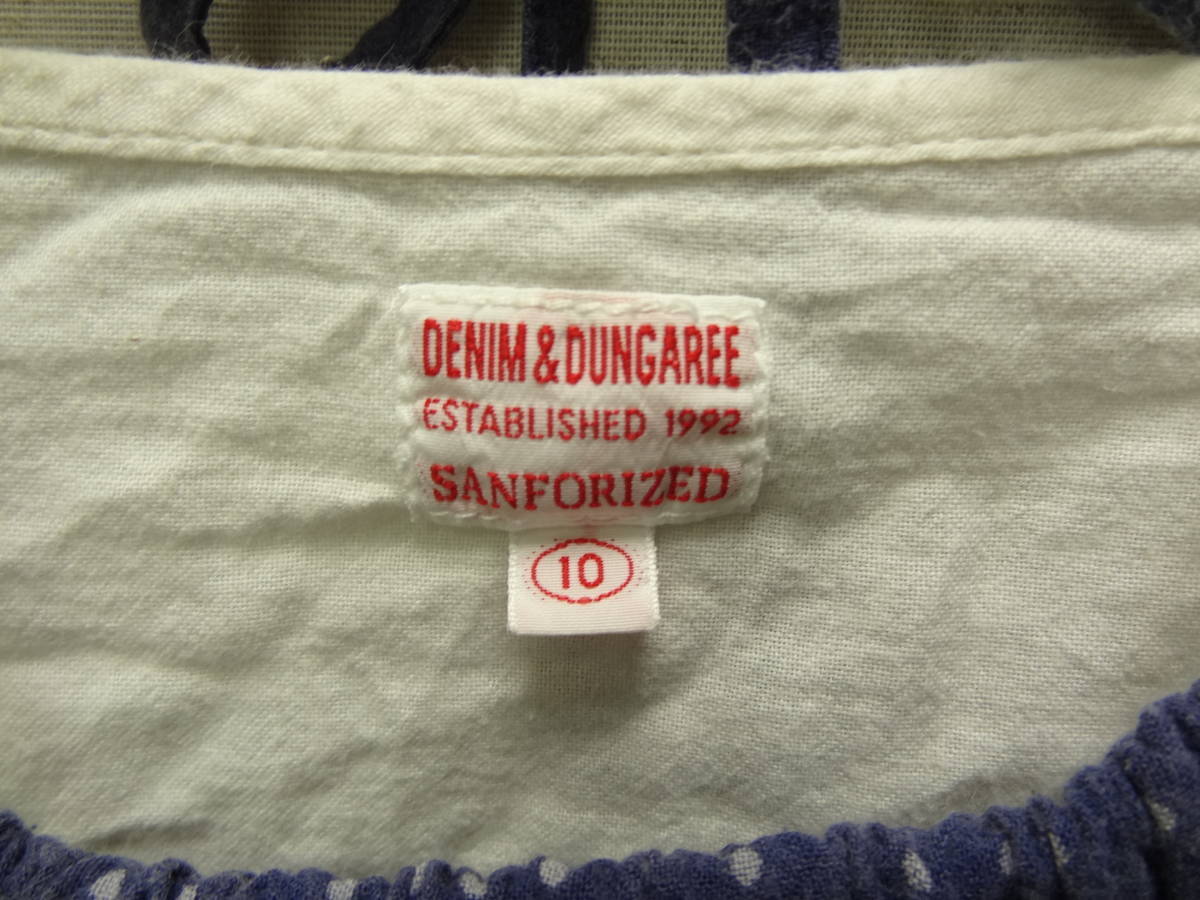 DENIM & DUNGAREE
ESTABLISHED 1992
SANFORIZED
10